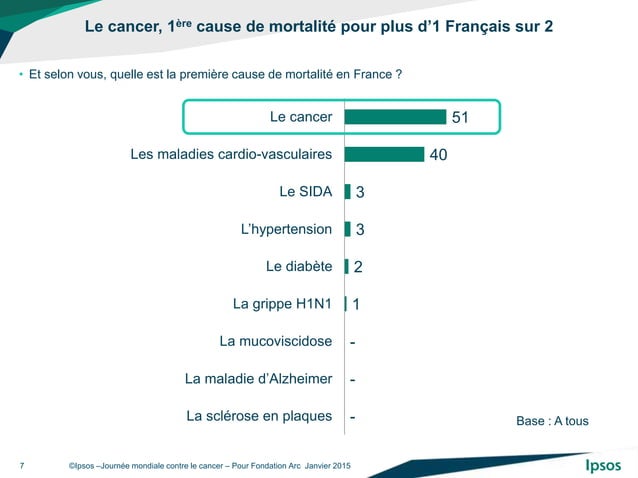 Le cancer, 1ère cause de mortalité pour plus d’1 Français sur 2
• Et selon vous, quelle est la première cause de mortalité en France ?
Le cancer 51
Les maladies cardio-vasculaires 40
Le SIDA 3
L’hypertension 3
Le diabète 2
La grippe H1N1 1
La mucoviscidose -
La maladie d’Alzheimer -
La sclérose en plaques -
Base : A tous
7 ©Ipsos –Journée mondiale contre le cancer – Pour Fondation Arc Janvier 2015
Ipsos